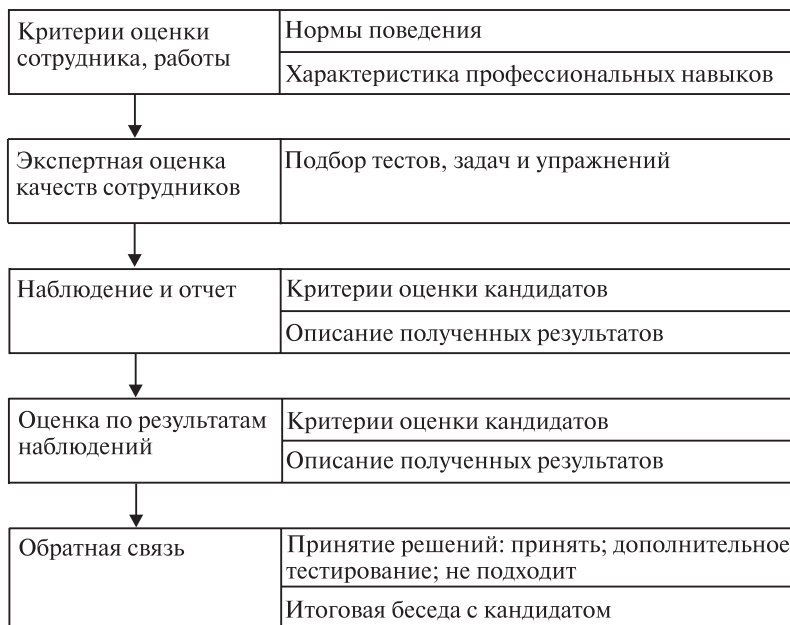 Критерии оценки
сотрудника, работы
Нормы поведения
Характеристика профессиональных навыков
Экспертная оценка
качеств сотрудников
Подбор тестов, задач и упражнений
Наблюдение и отчет
Критерии оценки кандидатов
Описание полученных результатов
Оценка по результатам
наблюдений
Критерии оценки кандидатов
Описание полученных результатов
Обратная связь
Принятие решений: принять; дополнительное
тестирование; не подходит
Итоговая беседа с кандидатом